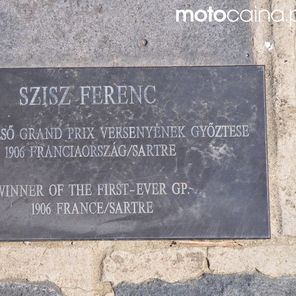 motocaina.p
SZISZ FERENC
SŐ GRAND PRIX VERSENYÉNEK GYŐZTESE
1906 FRANCIAORSZÁG/SARTRE
WINNER OF THE FIRST-EVER GP.
1906 FRANCE/SARTRE